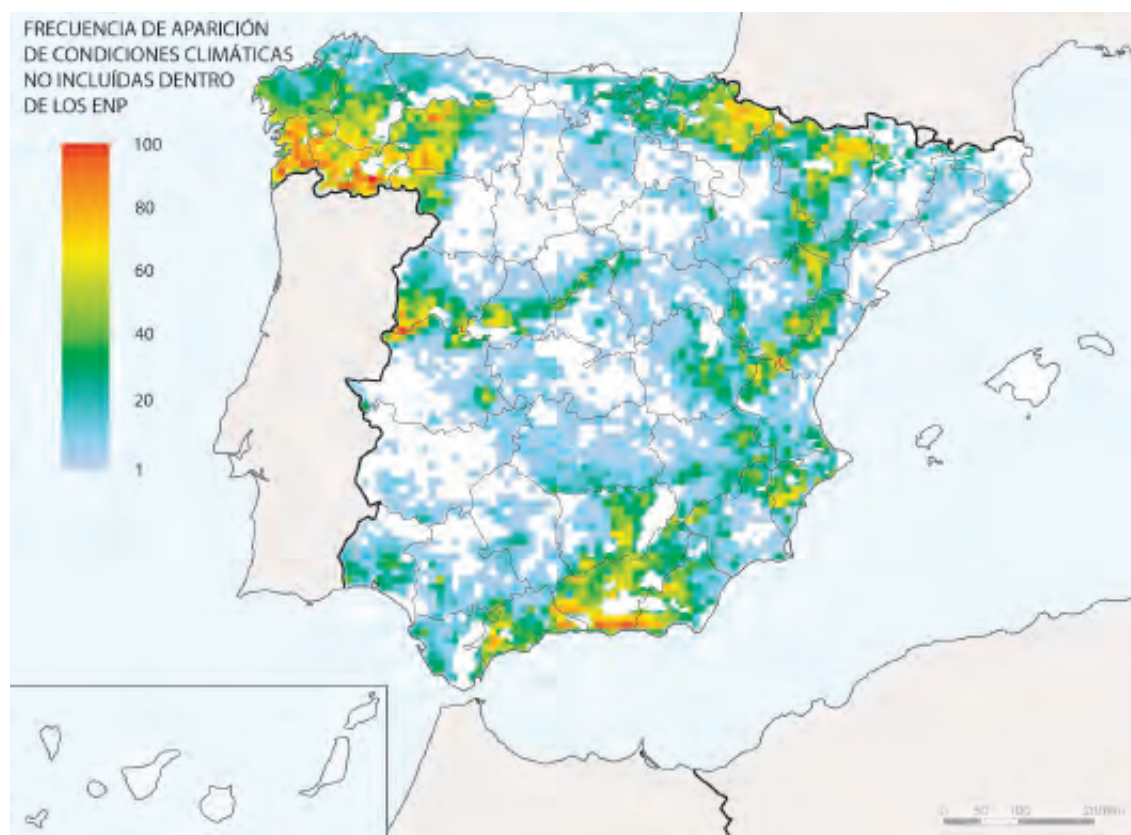 FRECUENCIA DE APARICIÓN
DE CONDICIONES CLIMÁTICAS
NO INCLUÍDAS DENTRO
DE LOS ENP
100
80
60
40
20
1
0 50 100